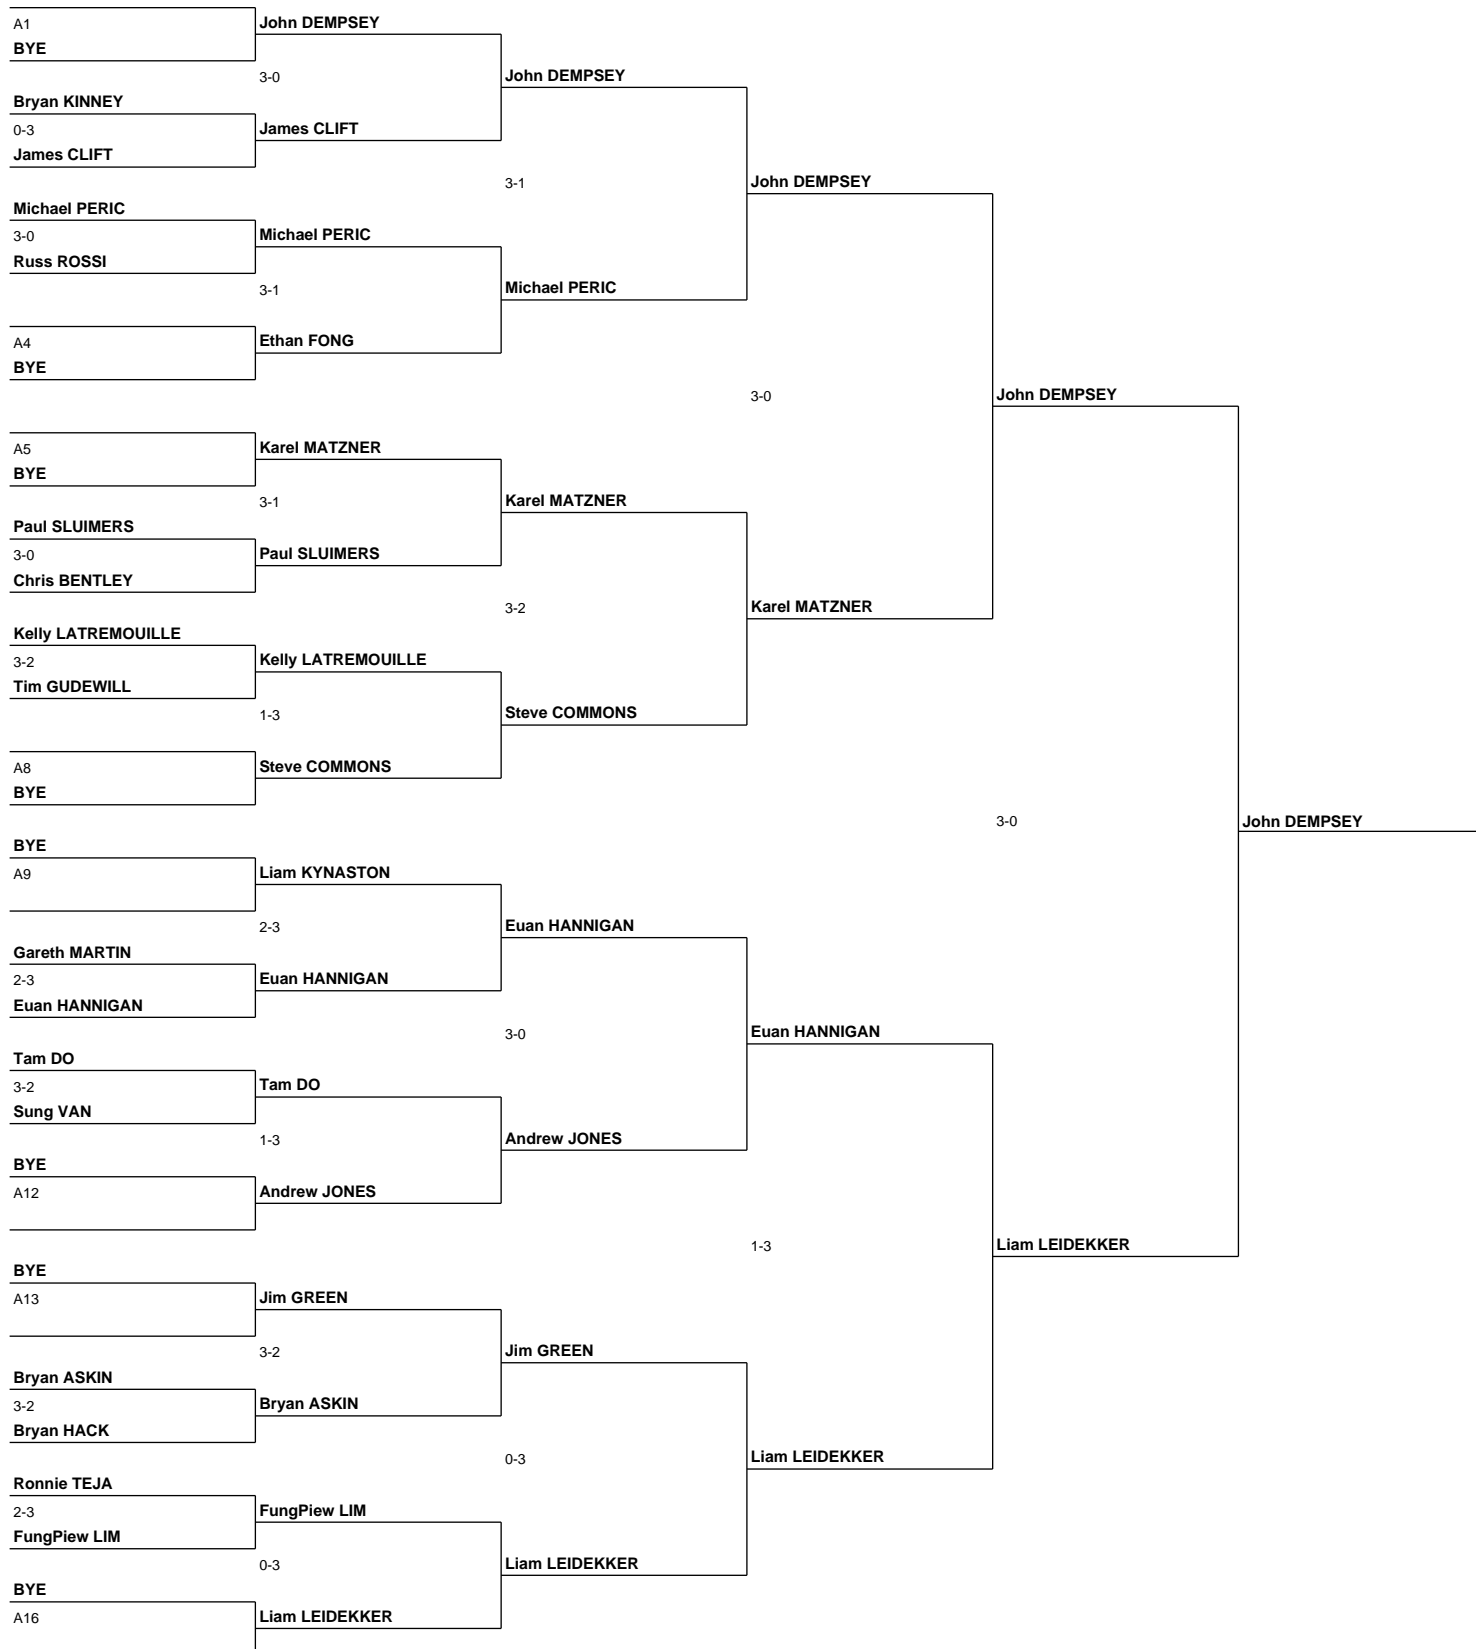 A1
BYE
John DEMPSEY
3-0
Bryan KINNEY
0-3
James CLIFT
James CLIFT
John DEMPSEY
3-1
Michael PERIC
3-0
Russ ROSSI
Michael PERIC
3-1
A4
BYE
Ethan FONG
Michael PERIC
John DEMPSEY
3-0
A5
BYE
Karel MATZNER
3-1
Paul SLUIMERS
3-0
Chris BENTLEY
Paul SLUIMERS
Karel MATZNER
3-2
Kelly LATREMOUILLE
3-2
Tim GUDEWILL
Kelly LATREMOUILLE
1-3
A8
BYE
Steve COMMONS
Steve COMMONS
Karel MATZNER
John DEMPSEY
3-0
John DEMPSEY
BYE
A9
Liam KYNASTON
2-3
Gareth MARTIN
2-3
Euan HANNIGAN
Euan HANNIGAN
Euan HANNIGAN
3-0
Tam DO
3-2
Sung VAN
Tam DO
1-3
BYE
A12
Andrew JONES
Andrew JONES
Euan HANNIGAN
1-3
BYE
A13
Jim GREEN
3-2
Bryan ASKIN
3-2
Bryan HACK
Bryan ASKIN
Jim GREEN
0-3
Ronnie TEJA
2-3
FungPiew LIM
FungPiew LIM
0-3
BYE
A16
Liam LEIDEKKER
Liam LEIDEKKER
Liam LEIDEKKER
Liam LEIDEKKER